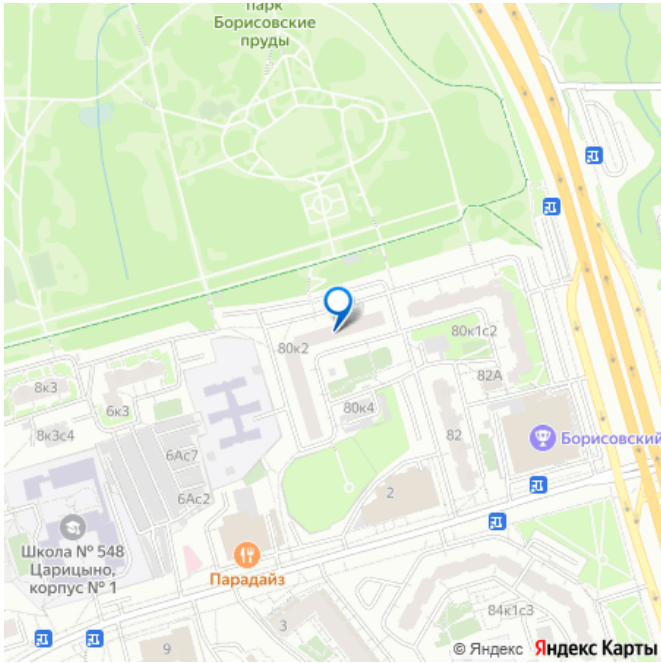 парк
Борисовские
пруды
80к2
80к1с2
82А
8к3
6к3
80к4
8к3с4
6Ас7
82
Борисовский
6Ас2
2
Школа № 548
Царицыно,
корпус № 1
Парадайз
84к1с3
3
9
© Яндекс Яндекс Карты